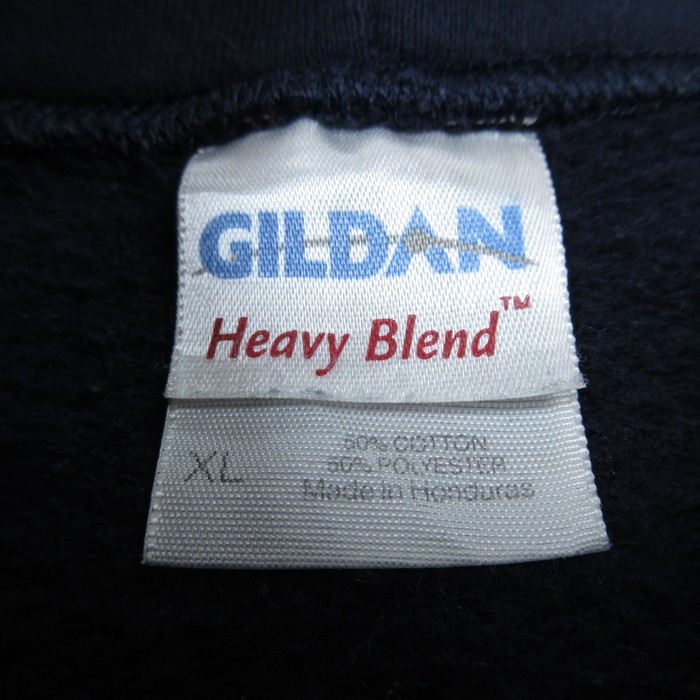 GILDAN
Heavy Blend™
XL
50% COTTON
50% POLYESTER
Made in Honduras